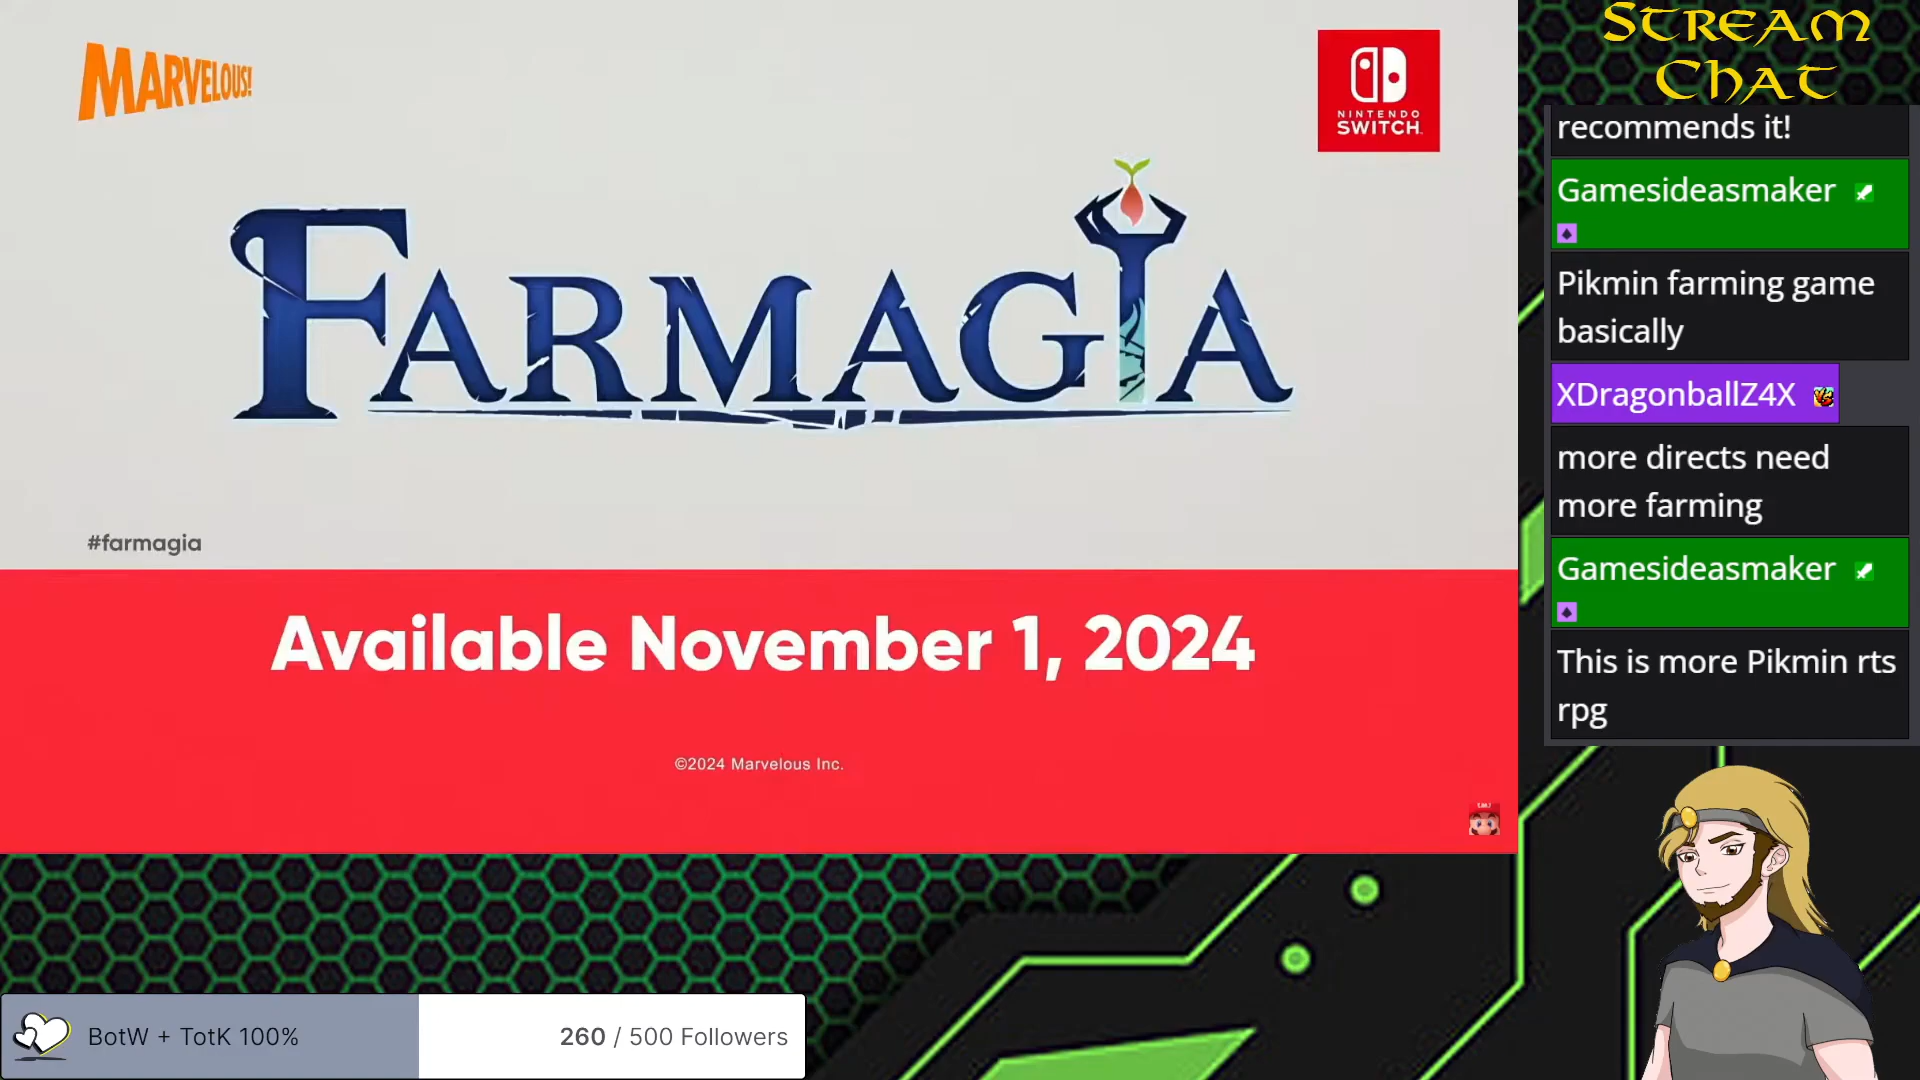 MARVELOUS!
NINTENDO
SWITCH
FARMAGIA
#farmagia
Available November 1, 2024
©2024 Marvelous Inc.
STREAM
CHAT
recommends it!
Gamesideasmaker
Pikmin farming game
basically
XDragonballZ4X
more directs need
more farming
Gamesideasmaker
This is more Pikmin rts
rpg
BotW + TotK 100%
260 / 500 Followers